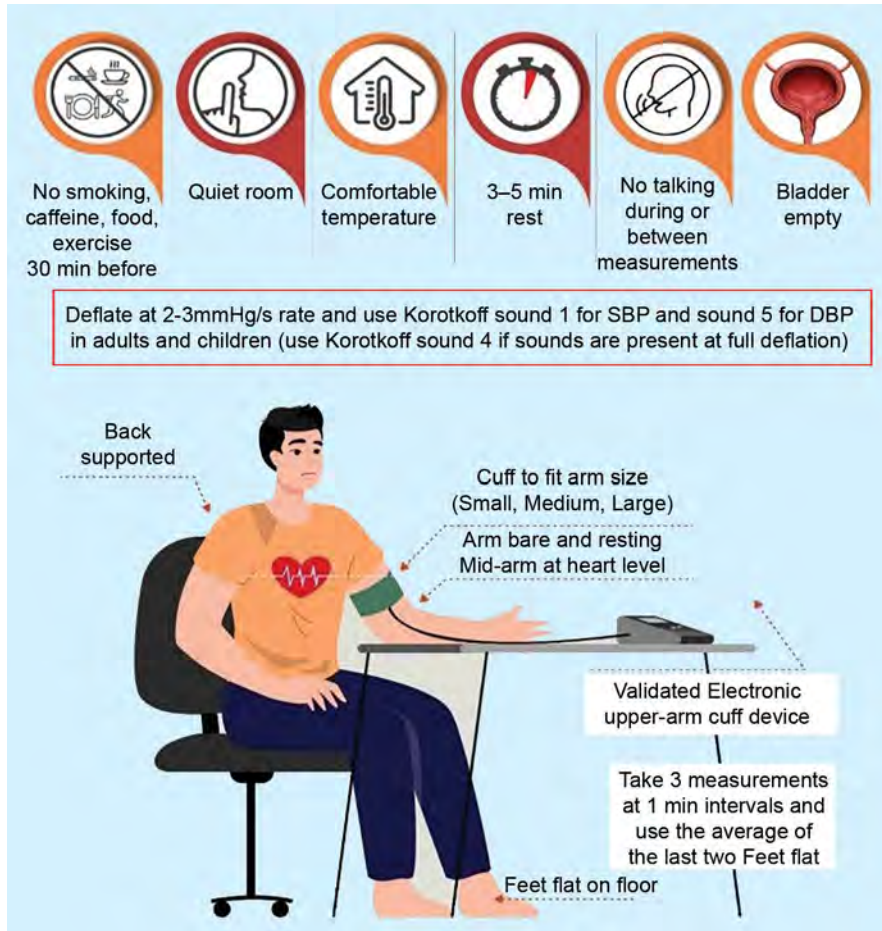 No smoking,
caffeine, food,
exercise
30 min before
Quiet room
Comfortable
temperature
3–5 min
rest
No talking
during or
between
measurements
Bladder
empty
Deflate at 2-3mmHg/s rate and use Korotkoff sound 1 for SBP and sound 5 for DBP
in adults and children (use Korotkoff sound 4 if sounds are present at full deflation)
Back
supported
Cuff to fit arm size
(Small, Medium, Large)
Arm bare and resting
Mid-arm at heart level
Validated Electronic
upper-arm cuff device
Take 3 measurements
at 1 min intervals and
use the average of
the last two Feet flat
Feet flat on floor